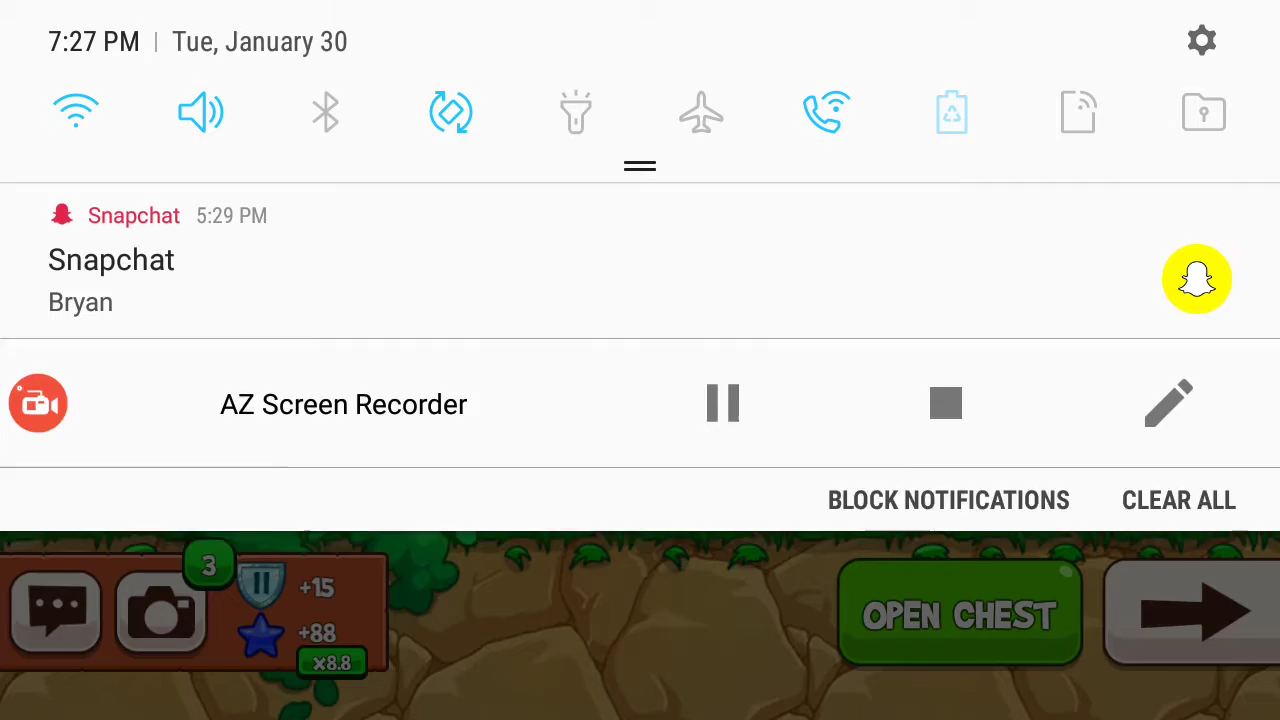 7:27 PM | Tue, January 30
Snapchat 5:29 PM
Snapchat
Bryan
AZ Screen Recorder
BLOCK NOTIFICATIONS CLEAR ALL
3
+15
+88
x8.8
OPEN CHEST